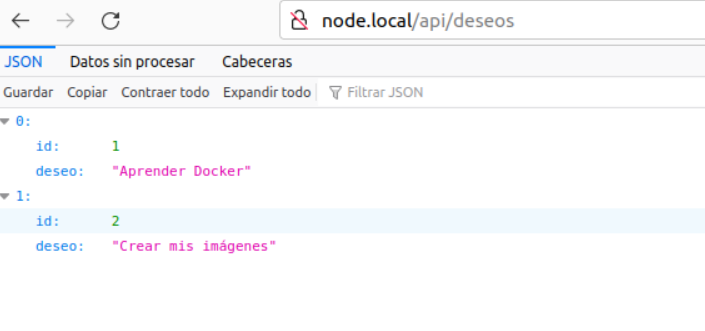 node.local/api/deseos
JSON Datos sin procesar Cabeceras
Guardar Copiar Contraer todo Expandir todo Filtrar JSON
0:
id: 1
deseo: "Aprender Docker"
1:
id: 2
deseo: "Crear mis imágenes"